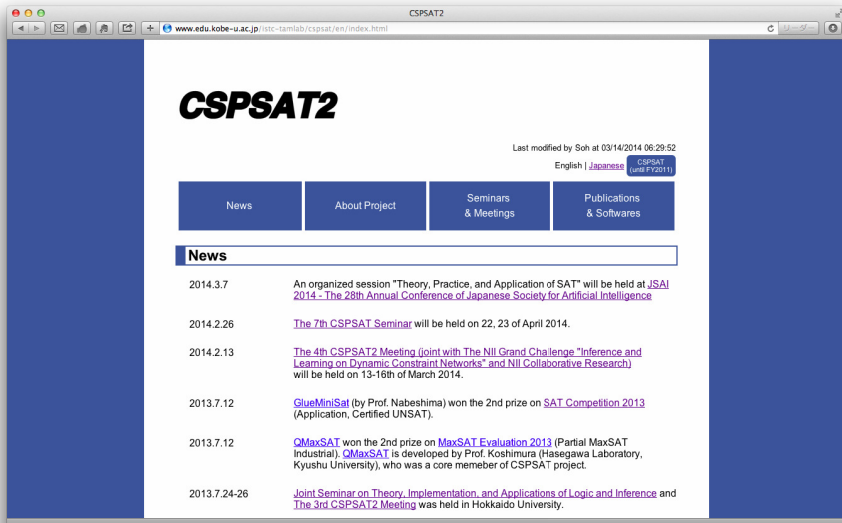 CSPSAT2
www.edu.kobe-u.ac.jp/istc-tamlab/cspsat/en/index.html
リーダー
CSPSAT2
Last modified by Soh at 03/14/2014 06:29:52
English | Japanese
CSPSAT
(until FY2011)
News
About Project
Seminars
& Meetings
Publications
& Softwares
News
2014.3.7
An organized session "Theory, Practice, and Application of SAT" will be held at JSAI
2014 - The 28th Annual Conference of Japanese Society for Artificial Intelligence
2014.2.26
The 7th CSPSAT Seminar will be held on 22, 23 of April 2014.
2014.2.13
The 4th CSPSAT2 Meeting (joint with The NII Grand Challenge "Inference and
Learning on Dynamic Constraint Networks" and NII Collaborative Research)
will be held on 13-16th of March 2014.
2013.7.12
GlueMiniSat (by Prof. Nabeshima) won the 2nd prize on SAT Competition 2013
(Application, Certified UNSAT).
2013.7.12
QMaxSAT won the 2nd prize on MaxSAT Evaluation 2013 (Partial MaxSAT
Industrial). QMaxSAT is developed by Prof. Koshimura (Hasegawa Laboratory,
Kyushu University), who was a core memeber of CSPSAT project.
2013.7.24-26
Joint Seminar on Theory, Implementation, and Applications of Logic and Inference and
The 3rd CSPSAT2 Meeting was held in Hokkaido University.